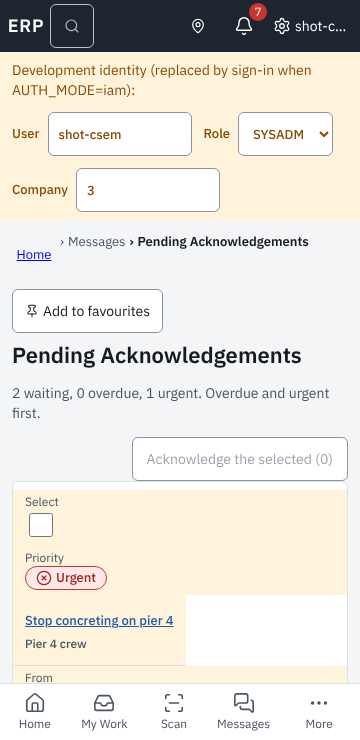 ERP
7
shot-c...
Development identity (replaced by sign-in when
AUTH_MODE=iam):
User shot-csem Role SYSADM
Company 3
› Messages › Pending Acknowledgements
Home
Add to favourites
Pending Acknowledgements
2 waiting, 0 overdue, 1 urgent. Overdue and urgent
first.
Acknowledge the selected (0)
Select
Priority
Urgent
Stop concreting on pier 4
Pier 4 crew
From
Home My Work Scan Messages More